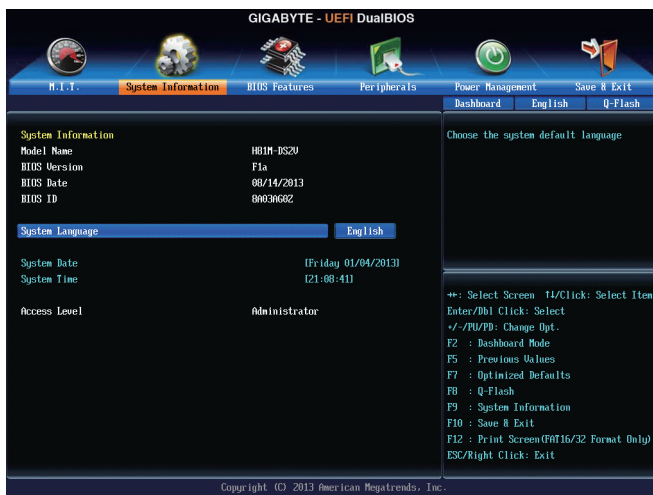 GIGABYTE - UEFI DualBIOS
M.I.T.
System Information
BIOS Features
Peripherals
Power Management
Save & Exit
Dashboard
English
Q-Flash
System Information
Model Name H81M-DS2V
BIOS Version F1a
BIOS Date 08/14/2013
BIOS ID 8A03AG0Z
System Language English
System Date [Friday 01/04/2013]
System Time [21:08:41]
Access Level Administrator
Choose the system default language
→←: Select Screen ↑↓/Click: Select Item
Enter/Dbl Click: Select
+/-/PU/PD: Change Opt.
F2 : Dashboard Mode
F5 : Previous Values
F7 : Optimized Defaults
F8 : Q-Flash
F9 : System Information
F10 : Save & Exit
F12 : Print Screen(FAT16/32 Format Only)
ESC/Right Click: Exit
Copyright (C) 2013 American Megatrends, Inc.